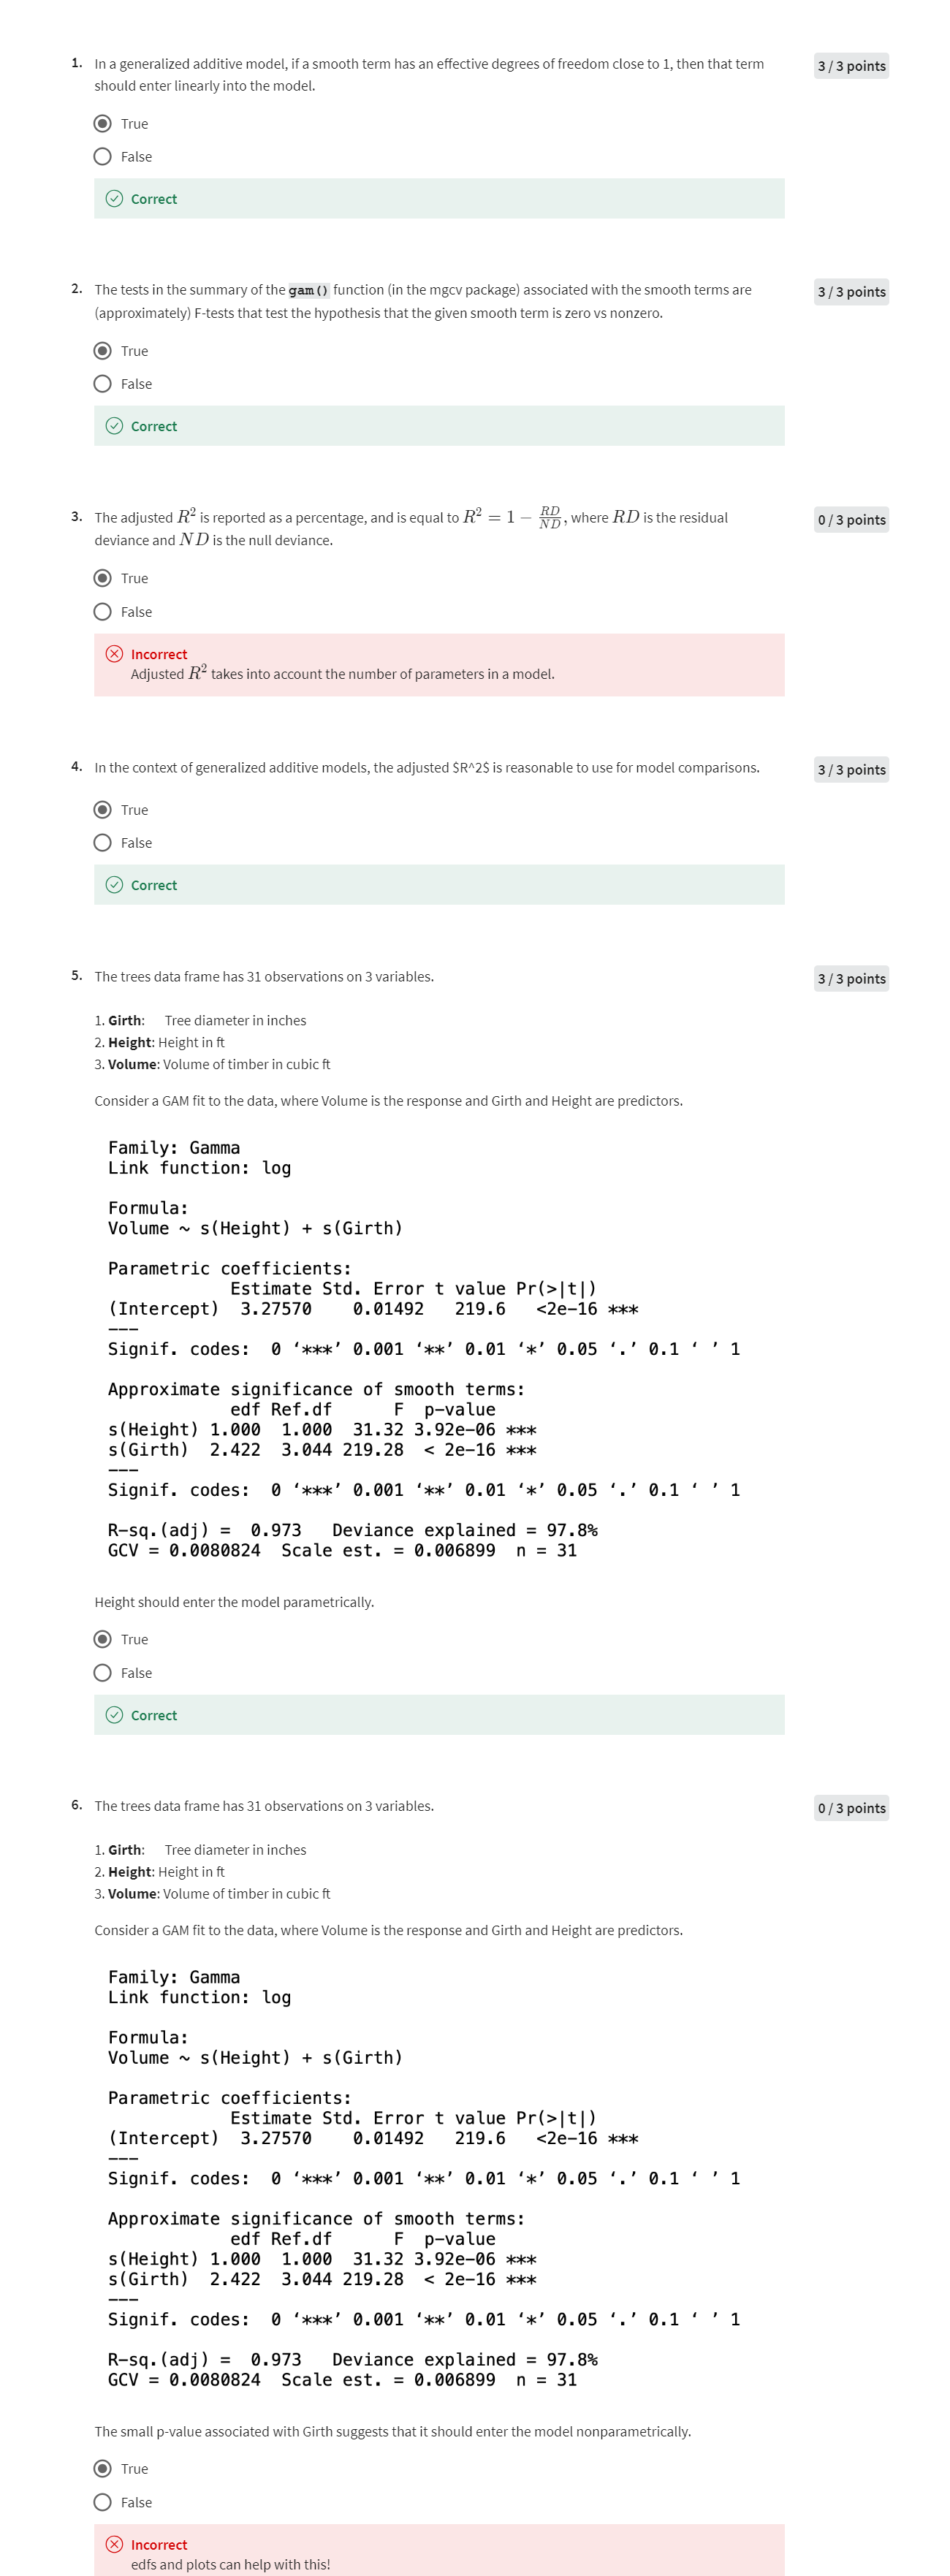 1. In a generalized additive model, if a smooth term has an effective degrees of freedom close to 1, then that term
should enter linearly into the model.
3 / 3 points
True
False
Correct
2. The tests in the summary of the gam() function (in the mgcv package) associated with the smooth terms are
(approximately) F-tests that test the hypothesis that the given smooth term is zero vs nonzero.
3 / 3 points
True
False
Correct
3. The adjusted R² is reported as a percentage, and is equal to R² = 1 − RD/ND, where RD is the residual
deviance and ND is the null deviance.
0 / 3 points
True
False
Incorrect
Adjusted R² takes into account the number of parameters in a model.
4. In the context of generalized additive models, the adjusted $R^2$ is reasonable to use for model comparisons.
3 / 3 points
True
False
Correct
5. The trees data frame has 31 observations on 3 variables.
3 / 3 points
1. Girth: Tree diameter in inches
2. Height: Height in ft
3. Volume: Volume of timber in cubic ft
Consider a GAM fit to the data, where Volume is the response and Girth and Height are predictors.
Family: Gamma
Link function: log
Formula:
Volume ~ s(Height) + s(Girth)
Parametric coefficients:
Estimate Std. Error t value Pr(>|t|)
(Intercept) 3.27570 0.01492 219.6 <2e-16 ***
---
Signif. codes: 0 ‘***’ 0.001 ‘**’ 0.01 ‘*’ 0.05 ‘.’ 0.1 ‘ ’ 1
Approximate significance of smooth terms:
edf Ref.df F p-value
s(Height) 1.000 1.000 31.32 3.92e-06 ***
s(Girth) 2.422 3.044 219.28 < 2e-16 ***
---
Signif. codes: 0 ‘***’ 0.001 ‘**’ 0.01 ‘*’ 0.05 ‘.’ 0.1 ‘ ’ 1
R-sq.(adj) = 0.973 Deviance explained = 97.8%
GCV = 0.0080824 Scale est. = 0.006899 n = 31
Height should enter the model parametrically.
True
False
Correct
6. The trees data frame has 31 observations on 3 variables.
0 / 3 points
1. Girth: Tree diameter in inches
2. Height: Height in ft
3. Volume: Volume of timber in cubic ft
Consider a GAM fit to the data, where Volume is the response and Girth and Height are predictors.
Family: Gamma
Link function: log
Formula:
Volume ~ s(Height) + s(Girth)
Parametric coefficients:
Estimate Std. Error t value Pr(>|t|)
(Intercept) 3.27570 0.01492 219.6 <2e-16 ***
---
Signif. codes: 0 ‘***’ 0.001 ‘**’ 0.01 ‘*’ 0.05 ‘.’ 0.1 ‘ ’ 1
Approximate significance of smooth terms:
edf Ref.df F p-value
s(Height) 1.000 1.000 31.32 3.92e-06 ***
s(Girth) 2.422 3.044 219.28 < 2e-16 ***
---
Signif. codes: 0 ‘***’ 0.001 ‘**’ 0.01 ‘*’ 0.05 ‘.’ 0.1 ‘ ’ 1
R-sq.(adj) = 0.973 Deviance explained = 97.8%
GCV = 0.0080824 Scale est. = 0.006899 n = 31
The small p-value associated with Girth suggests that it should enter the model nonparametrically.
True
False
Incorrect
edfs and plots can help with this!